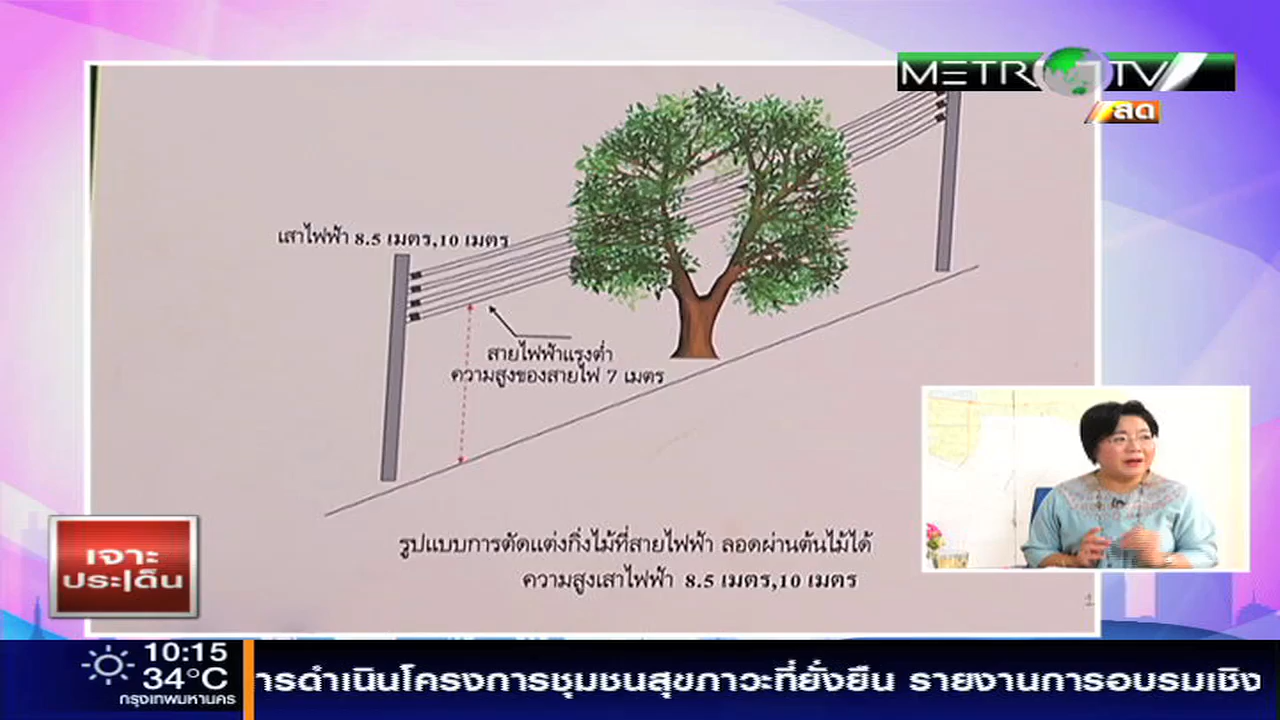 METRO TV
สด
เสาไฟฟ้า 8.5 เมตร,10 เมตร
สายไฟฟ้าแรงต่ำ
ความสูงของสายไฟ 7 เมตร
รูปแบบการตัดแต่งกิ่งไม้ที่สายไฟฟ้า ลอดผ่านต้นไม้ได้
ความสูงเสาไฟฟ้า 8.5 เมตร,10 เมตร
เจาะ
ประเด็น
10:15
34°C
กรุงเทพมหานคร
ารดำเนินโครงการชุมชนสุขภาวะที่ยั่งยืน รายงานการอบรมเชิง